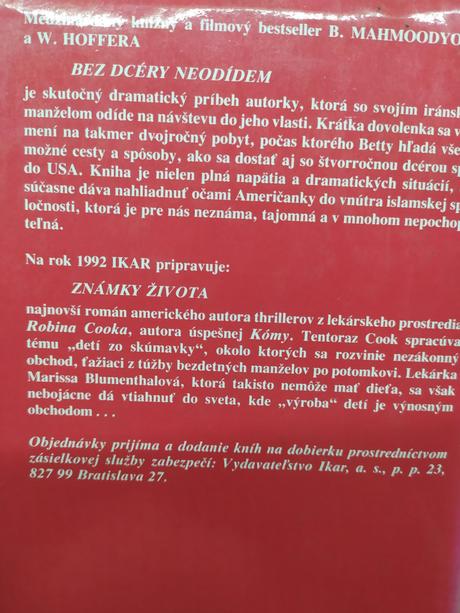 Medzinárodný knižný a filmový bestseller B. MAHMOODYO
a W. HOFFERA
BEZ DCÉRY NEODÍDEM
je skutočný dramatický príbeh autorky, ktorá so svojím iráns
manželom odíde na návštevu do jeho vlasti. Krátka dovolenka sa v
mení na takmer dvojročný pobyt, počas ktorého Betty hľadá vše
možné cesty a spôsoby, ako sa dostať aj so štvorročnou dcérou sp
do USA. Kniha je nielen plná napätia a dramatických situácií,
súčasne dáva nahliadnuť očami Američanky do vnútra islamskej sp
ločnosti, ktorá je pre nás neznáma, tajomná a v mnohom nepochop
teľná.
Na rok 1992 IKAR pripravuje:
ZNÁMKY ŽIVOTA
najnovší román amerického autora thrillerov z lekárskeho prostredia
Robina Cooka, autora úspešnej Kómy. Tentoraz Cook spracúva
tému „detí zo skúmavky", okolo ktorých sa rozvinie nezákonný
obchod, ťažiaci z túžby bezdetných manželov po potomkovi. Lekárka
Marissa Blumenthalová, ktorá takisto nemôže mať dieťa, sa však
nebojácne dá vtiahnuť do sveta, kde „výroba" detí je výnosným
obchodom . . .
Objednávky prijíma a dodanie kníh na dobierku prostredníctvom
zásielkovej služby zabezpečí: Vydavateľstvo Ikar, a. s., p. p. 23,
827 99 Bratislava 27.